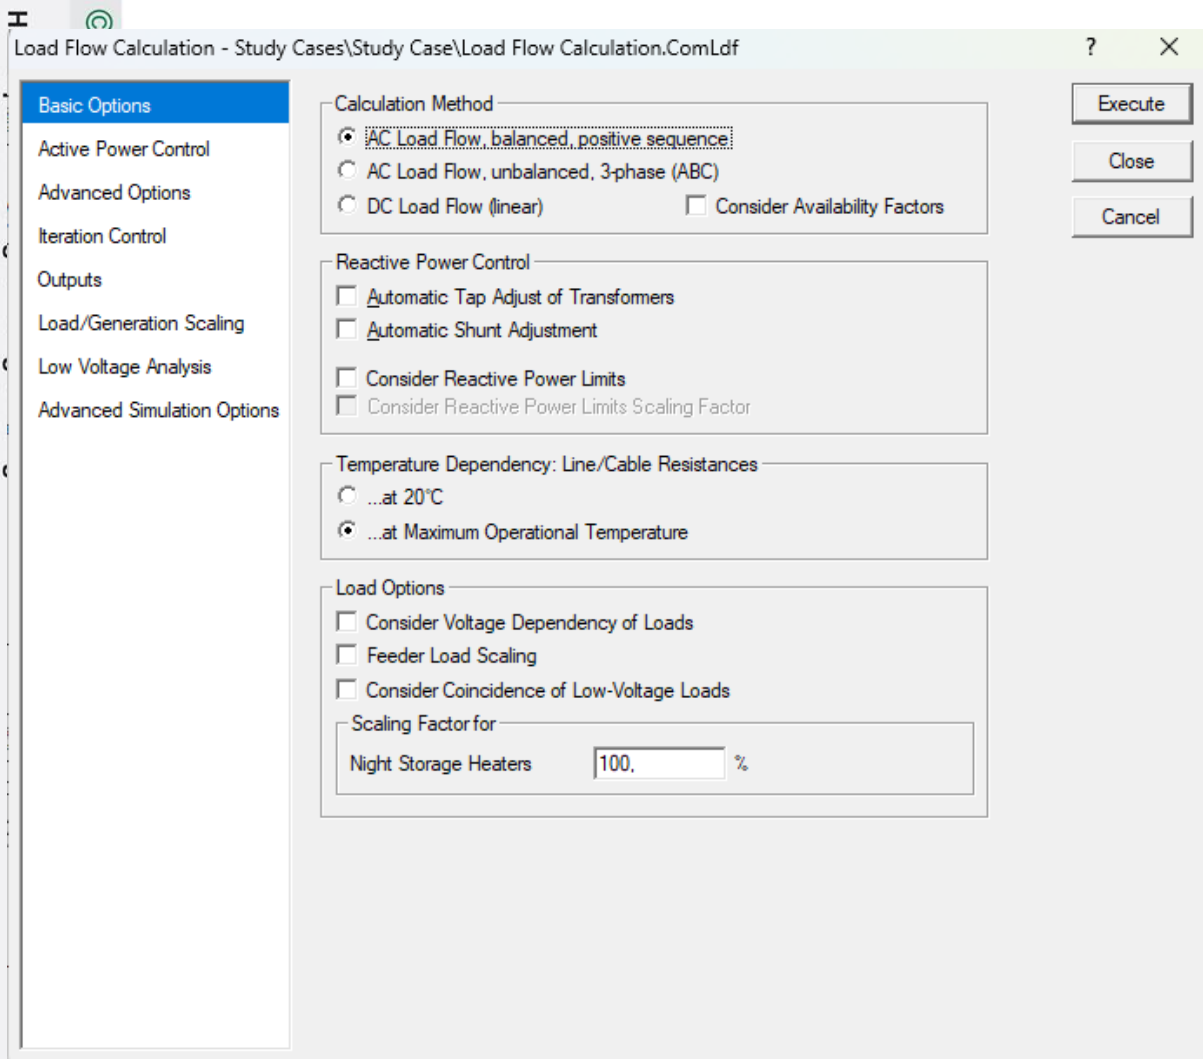 Load Flow Calculation - Study Cases\Study Case\Load Flow Calculation.ComLdf ?
Basic Options
Active Power Control
Advanced Options
Iteration Control
Outputs
Load/Generation Scaling
Low Voltage Analysis
Advanced Simulation Options
Calculation Method
AC Load Flow, balanced, positive sequence
AC Load Flow, unbalanced, 3-phase (ABC)
DC Load Flow (linear) Consider Availability Factors
Reactive Power Control
Automatic Tap Adjust of Transformers
Automatic Shunt Adjustment
Consider Reactive Power Limits
Consider Reactive Power Limits Scaling Factor
Temperature Dependency: Line/Cable Resistances
...at 20°C
...at Maximum Operational Temperature
Load Options
Consider Voltage Dependency of Loads
Feeder Load Scaling
Consider Coincidence of Low-Voltage Loads
Scaling Factor for
Night Storage Heaters 100, %
Execute
Close
Cancel